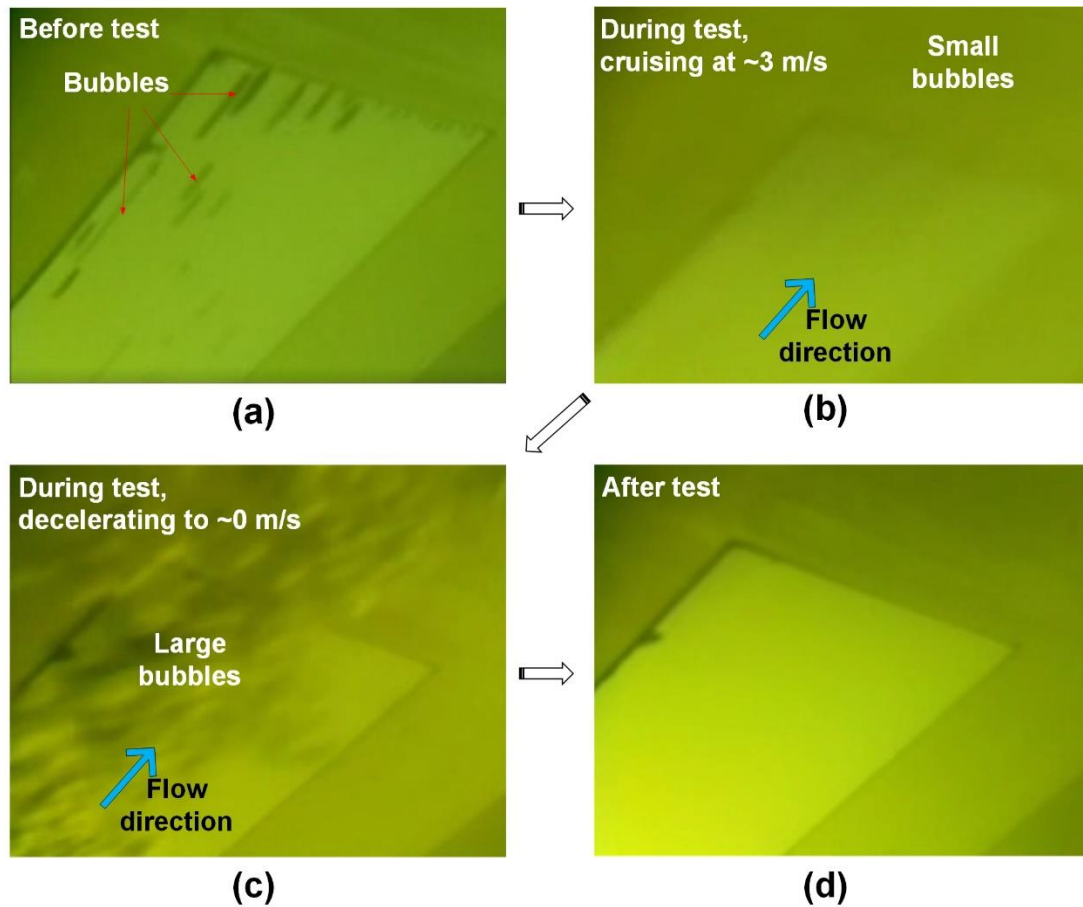 Before test
Bubbles
(a)
During test,
cruising at ~3 m/s
Small
bubbles
Flow
direction
(b)
During test,
decelerating to ~0 m/s
Large
bubbles
Flow
direction
(c)
After test
(d)